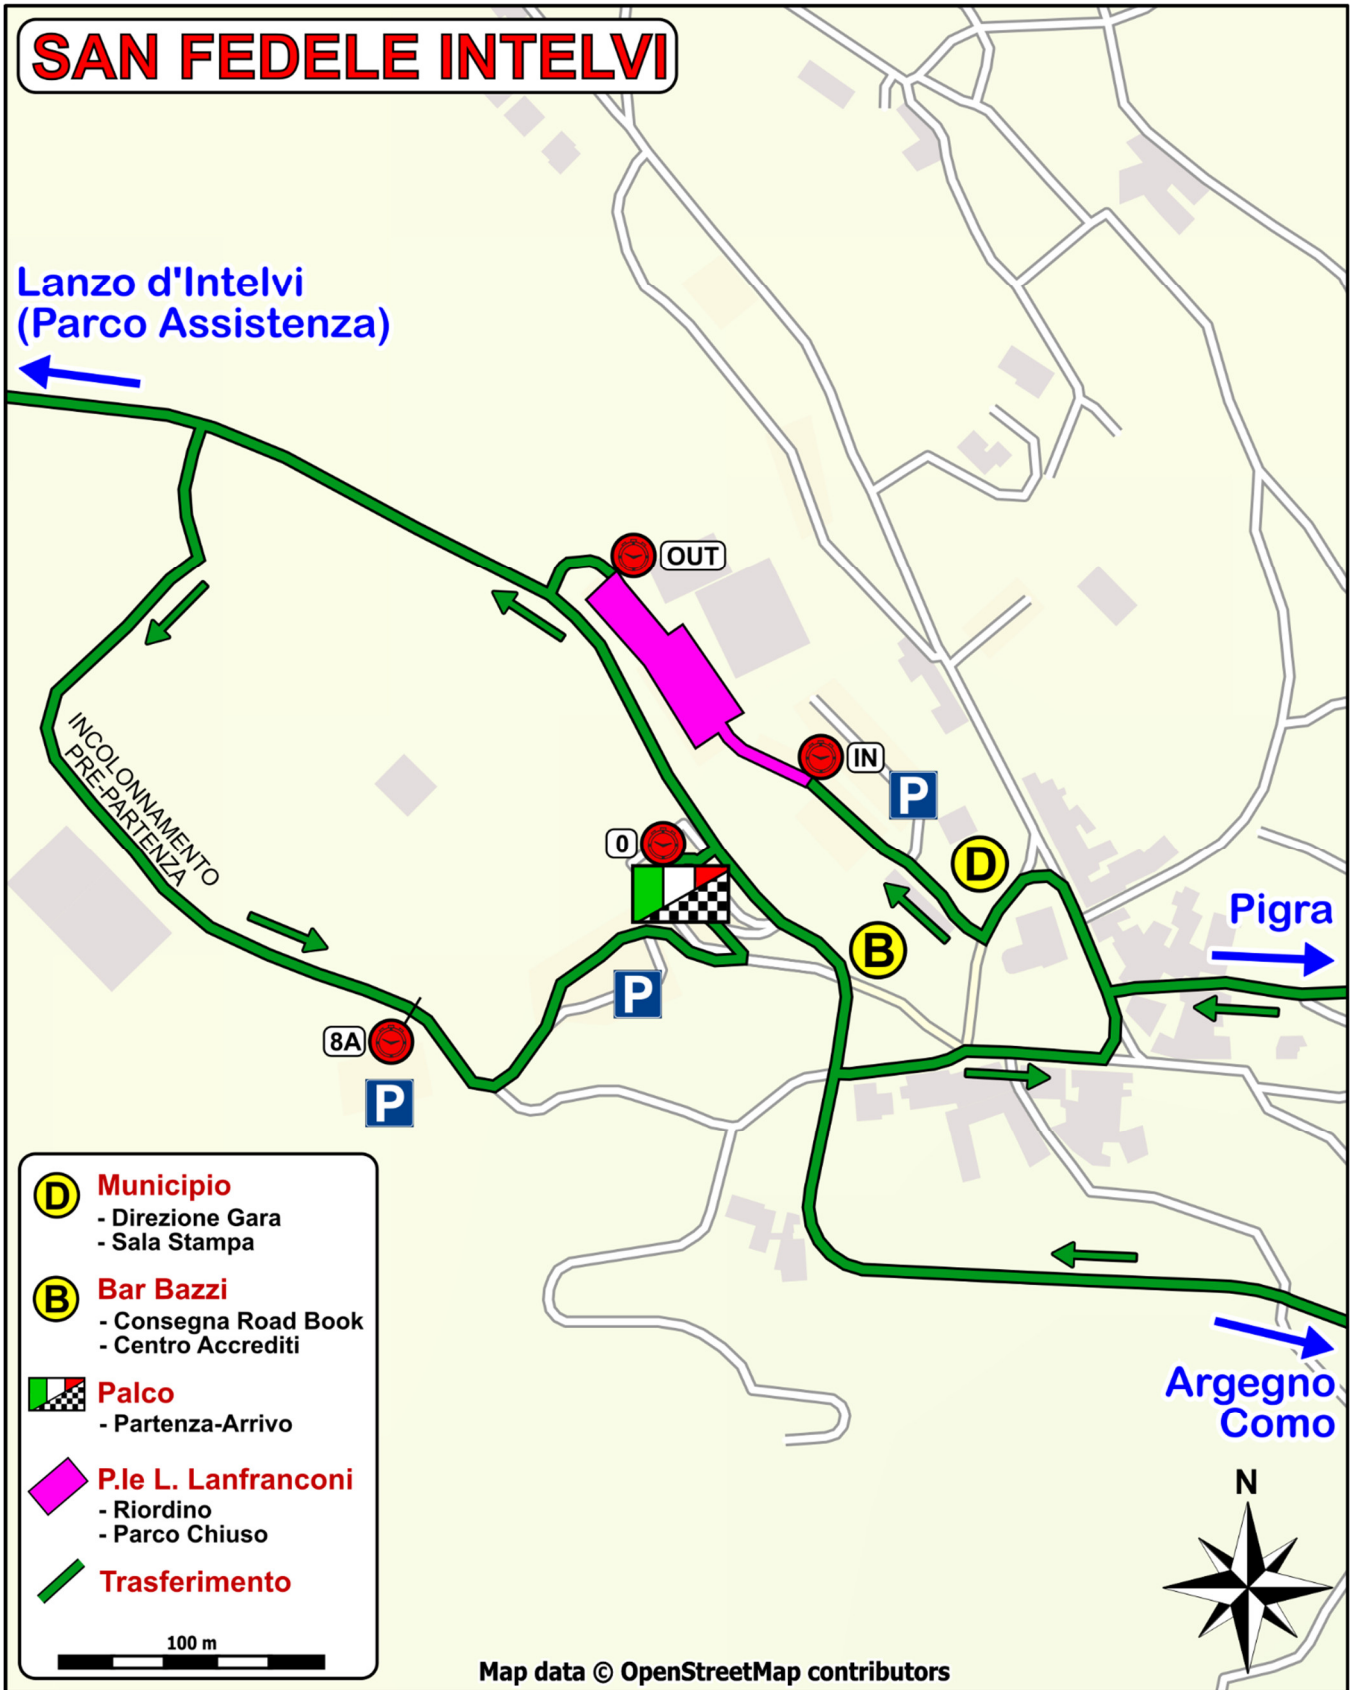 SAN FEDELE INTELVI
Lanzo d'Intelvi
(Parco Assistenza)
OUT
IN
P
D
0
B
Pigra
P
INCOLONNAMENTO
PRE-PARTENZA
8A
P
Argegno
Como
D
Municipio
- Direzione Gara
- Sala Stampa
B
Bar Bazzi
- Consegna Road Book
- Centro Accrediti
Palco
- Partenza-Arrivo
P.le L. Lanfranconi
- Riordino
- Parco Chiuso
Trasferimento
100 m
N
Map data © OpenStreetMap contributors